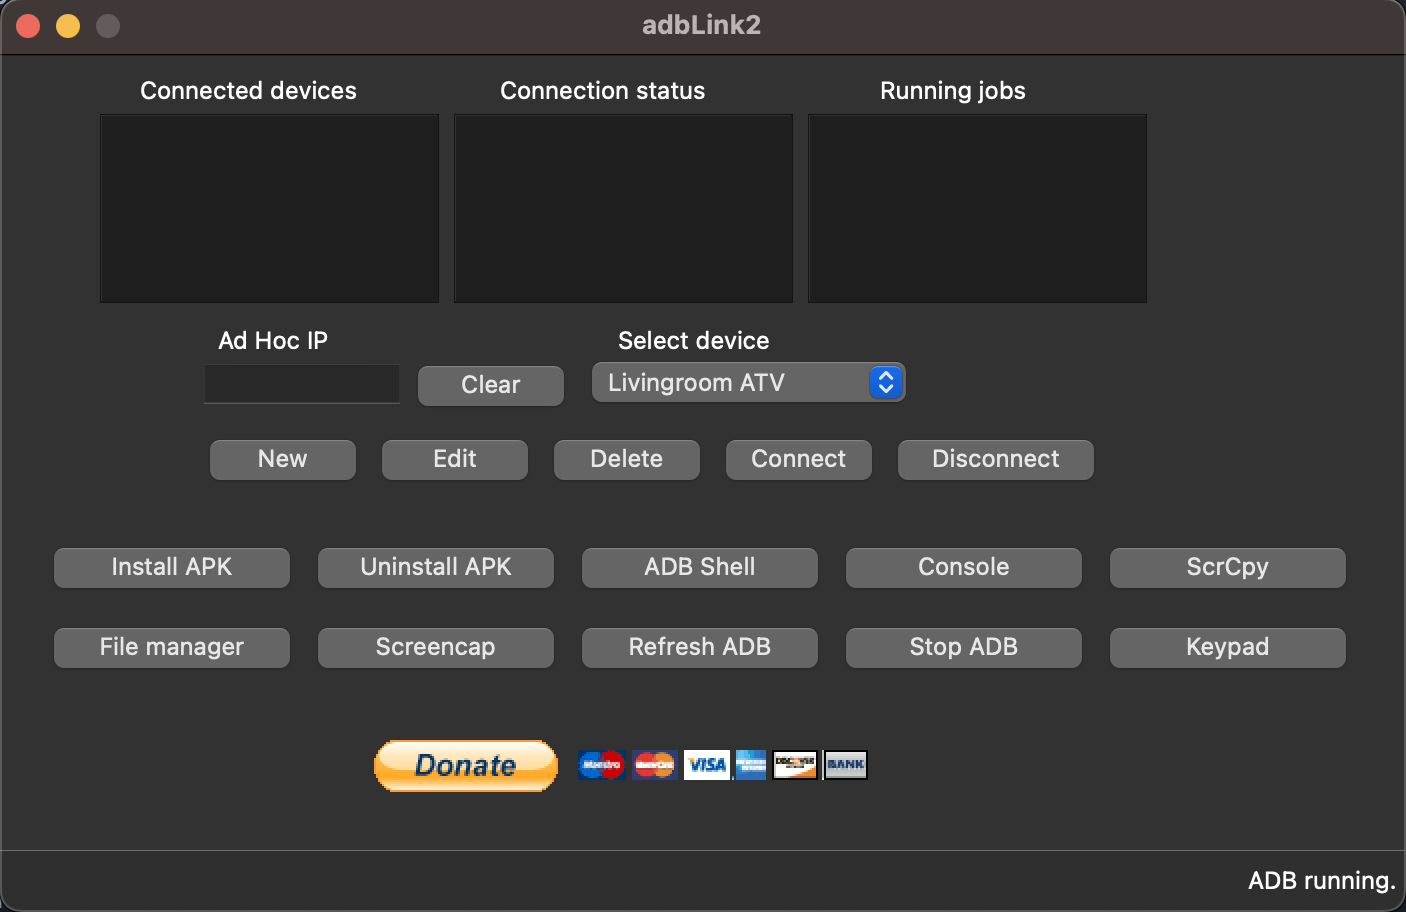 adbLink2
Connected devices Connection status Running jobs
Ad Hoc IP Select device
Clear Livingroom ATV
New Edit Delete Connect Disconnect
Install APK Uninstall APK ADB Shell Console ScrCpy
File manager Screencap Refresh ADB Stop ADB Keypad
Donate Maestro MasterCard VISA DISCOVER BANK
ADB running.